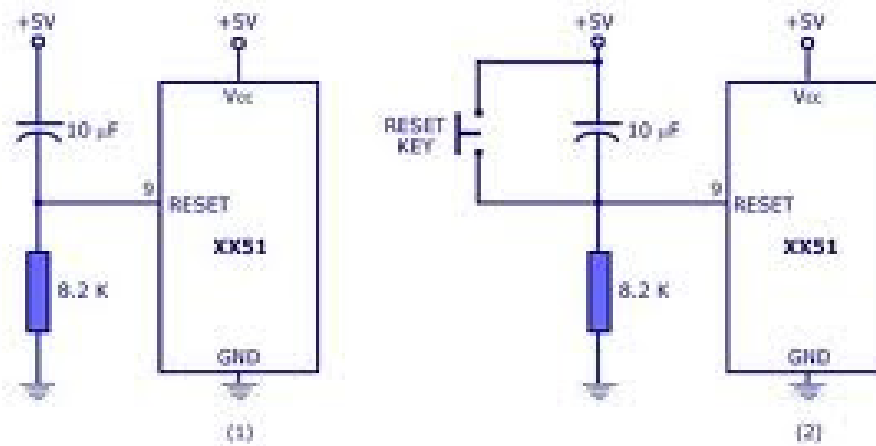 +5V
+5V
Vcc
10 µF
9
RESET
XX51
8.2 K
GND
(1)
+5V
+5V
Vcc
RESET
KEY
10 µF
9
RESET
XX51
8.2 K
GND
(2)